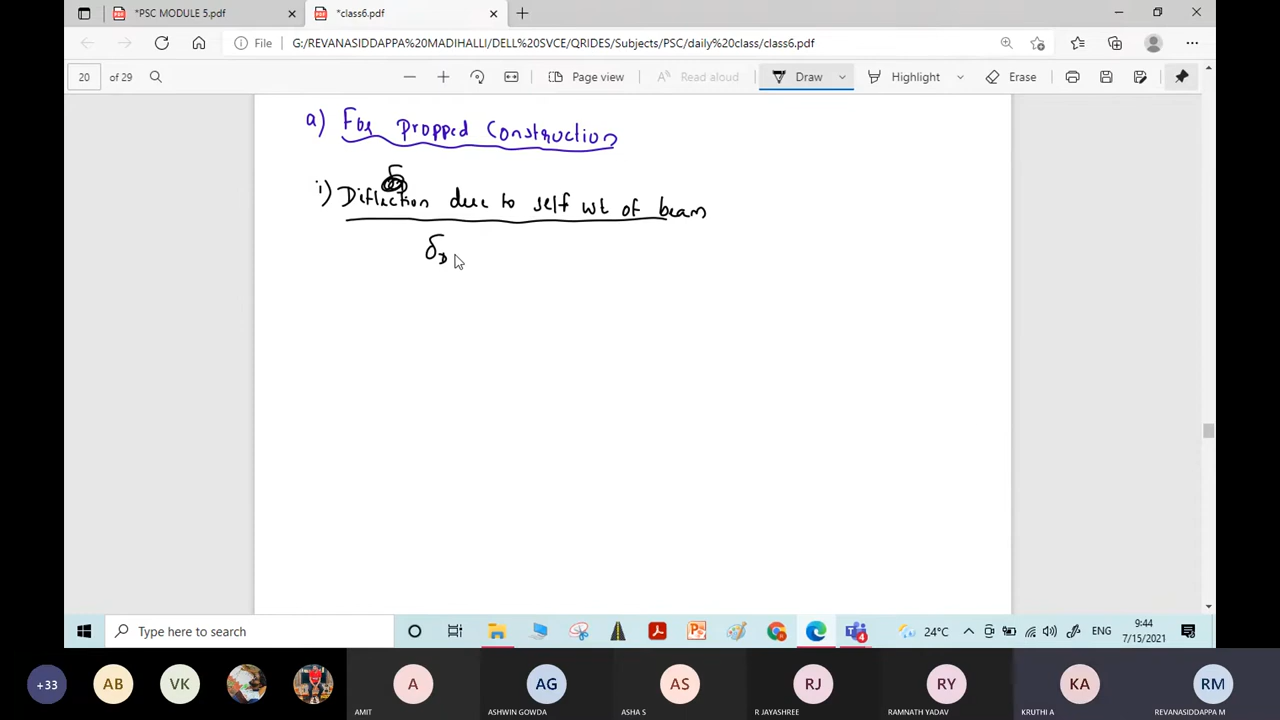 *PSC MODULE 5.pdf
*class6.pdf
File G:/REVANASIDDAPPA%20MADIHALLI/DELL%20SVCE/QRIDES/Subjects/PSC/daily%20class/class6.pdf
20 of 29 Page view Read aloud Draw Highlight Erase
a) For propped Construction
i) Diflection due to self wt of beam
δD
Type here to search
4
24°C
ENG
9:44
7/15/2021
+33 AB VK A AG AS RJ RY KA RM
AMIT ASHWIN GOWDA ASHA S R JAYASHREE RAMNATH YADAV KRUTHI A REVANASIDDAPPA M